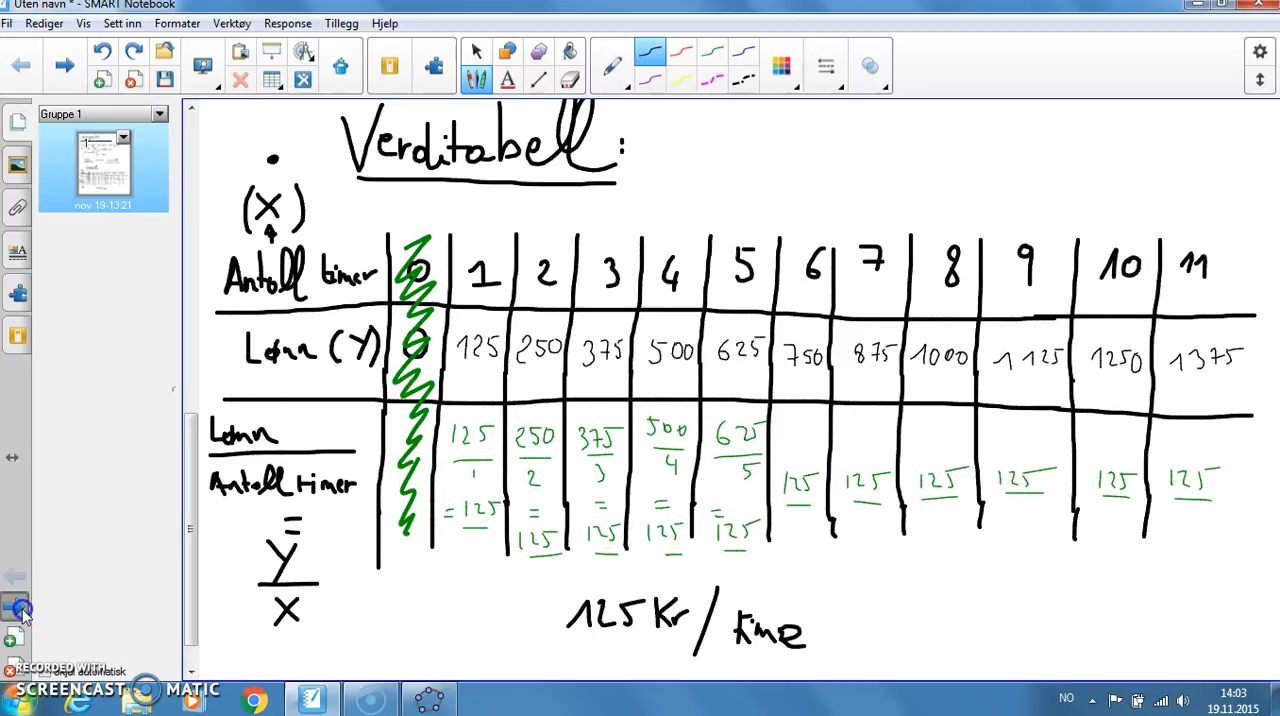 Uten navn * - SMART Notebook
Fil Rediger Vis Sett inn Formater Verktøy Response Tillegg Hjelp
Gruppe 1
1
nov 19-13:21
Verditabell:
(X)
Antall timer 0 1 2 3 4 5 6 7 8 9 10 11
Lønn (Y) 0 125 250 375 500 625 750 875 1000 1125 1250 1375
Lønn 125 250 375 500 625
Antall timer 1 2 3 4 5 125 125 125 125 125 125
= 125 = 125 = 125 = 125 = 125
=
Y
X
125 Kr / time
RECORDED WITH
SCREENCAST MATIC
Skjul automatisk
NO
14:03
19.11.2015